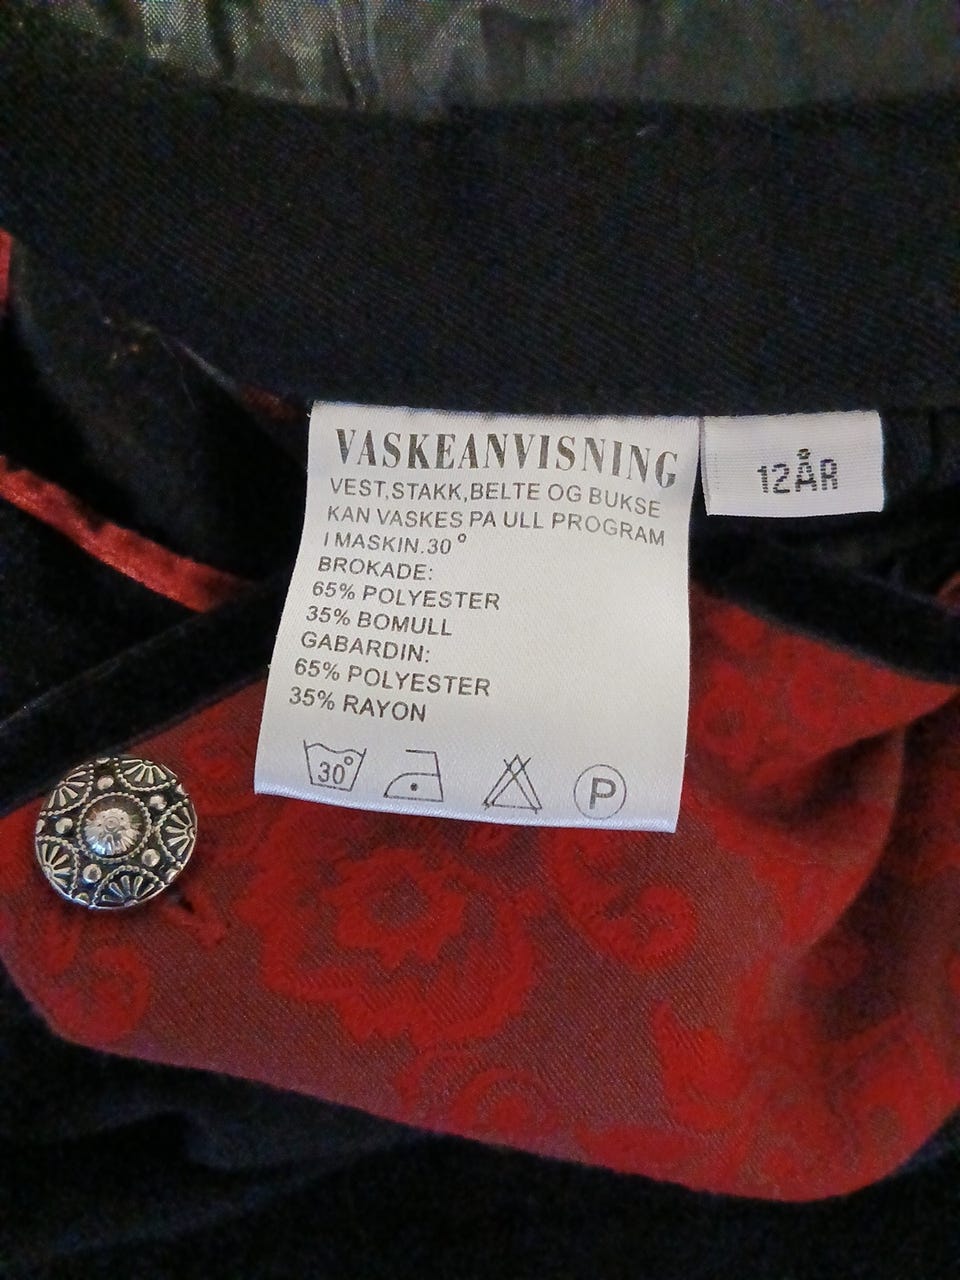 VASKEANVISNING
VEST,STAKK,BELTE OG BUKSE
KAN VASKES PA ULL PROGRAM
I MASKIN.30°
BROKADE:
65% POLYESTER
35% BOMULL
GABARDIN:
65% POLYESTER
35% RAYON
30° P
12ÅR